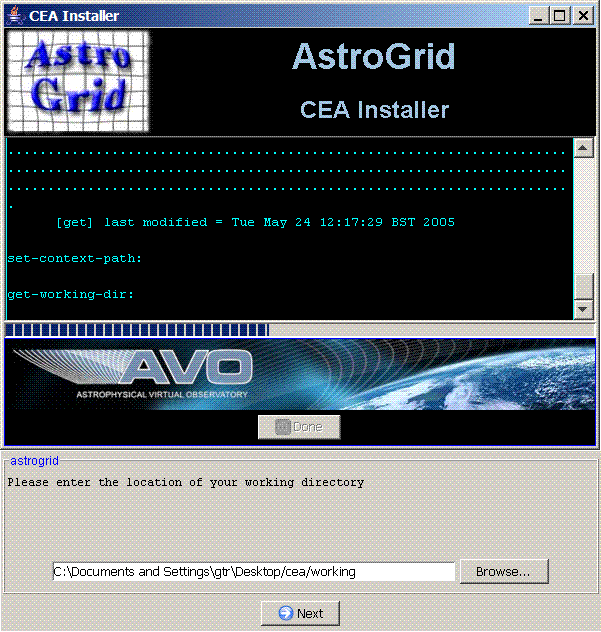 CEA Installer
Astro
Grid
AstroGrid
CEA Installer
......................................................................
......................................................................
......................................................................
.
[get] last modified = Tue May 24 12:17:29 BST 2005
set-context-path:
get-working-dir:
AVO
ASTROPHYSICAL VIRTUAL OBSERVATORY
Done
astrogrid
Please enter the location of your working directory
C:\Documents and Settings\gtr\Desktop/cea/working
Browse...
Next